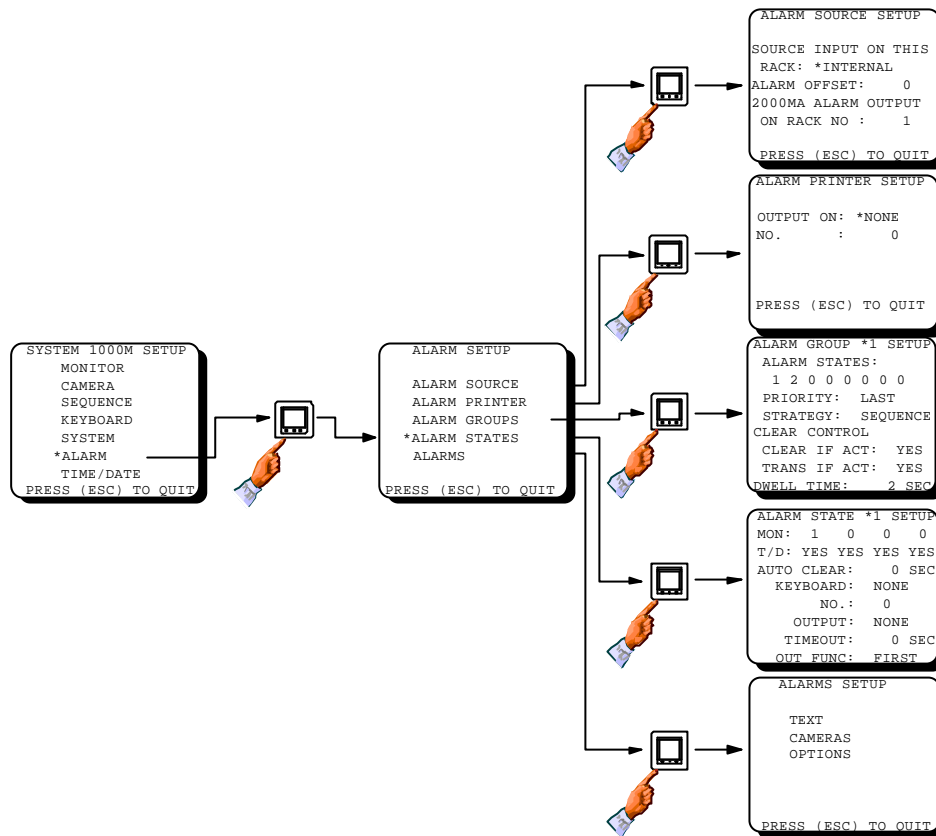 SYSTEM 1000M SETUP
MONITOR
CAMERA
SEQUENCE
KEYBOARD
SYSTEM
*ALARM
TIME/DATE
PRESS (ESC) TO QUIT
ALARM SETUP
ALARM SOURCE
ALARM PRINTER
ALARM GROUPS
*ALARM STATES
ALARMS
PRESS (ESC) TO QUIT
ALARM SOURCE SETUP
SOURCE INPUT ON THIS
RACK: *INTERNAL
ALARM OFFSET: 0
2000MA ALARM OUTPUT
ON RACK NO : 1
PRESS (ESC) TO QUIT
ALARM PRINTER SETUP
OUTPUT ON: *NONE
NO. : 0
PRESS (ESC) TO QUIT
ALARM GROUP *1 SETUP
ALARM STATES:
1 2 0 0 0 0 0 0
PRIORITY: LAST
STRATEGY: SEQUENCE
CLEAR CONTROL
CLEAR IF ACT: YES
TRANS IF ACT: YES
DWELL TIME: 2 SEC
ALARM STATE *1 SETUP
MON: 1 0 0 0
T/D: YES YES YES YES
AUTO CLEAR: 0 SEC
KEYBOARD: NONE
NO.: 0
OUTPUT: NONE
TIMEOUT: 0 SEC
OUT FUNC: FIRST
ALARMS SETUP
TEXT
CAMERAS
OPTIONS
PRESS (ESC) TO QUIT